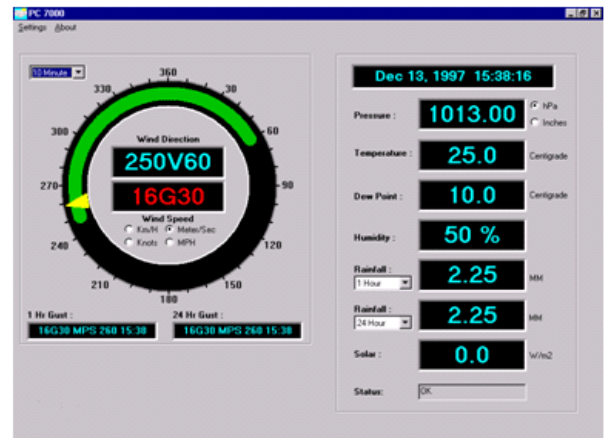 PC 7000
Settings About
10 Minute
360
330 30
300 60
270 90
240 120
210 150
180
Wind Direction
250V60
16G30
Wind Speed
Km/H Meter/Sec
Knots MPH
1 Hr Gust : 24 Hr Gust :
16G30 MPS 260 15:38 16G30 MPS 260 15:38
Dec 13, 1997 15:38:16
Pressure : 1013.00 hPa
Inches
Temperature : 25.0 Centigrade
Dew Point : 10.0 Centigrade
Humidity : 50 %
Rainfall :
1 Hour 2.25 MM
Rainfall :
24 Hour 2.25 MM
Solar : 0.0 W/m2
Status: OK